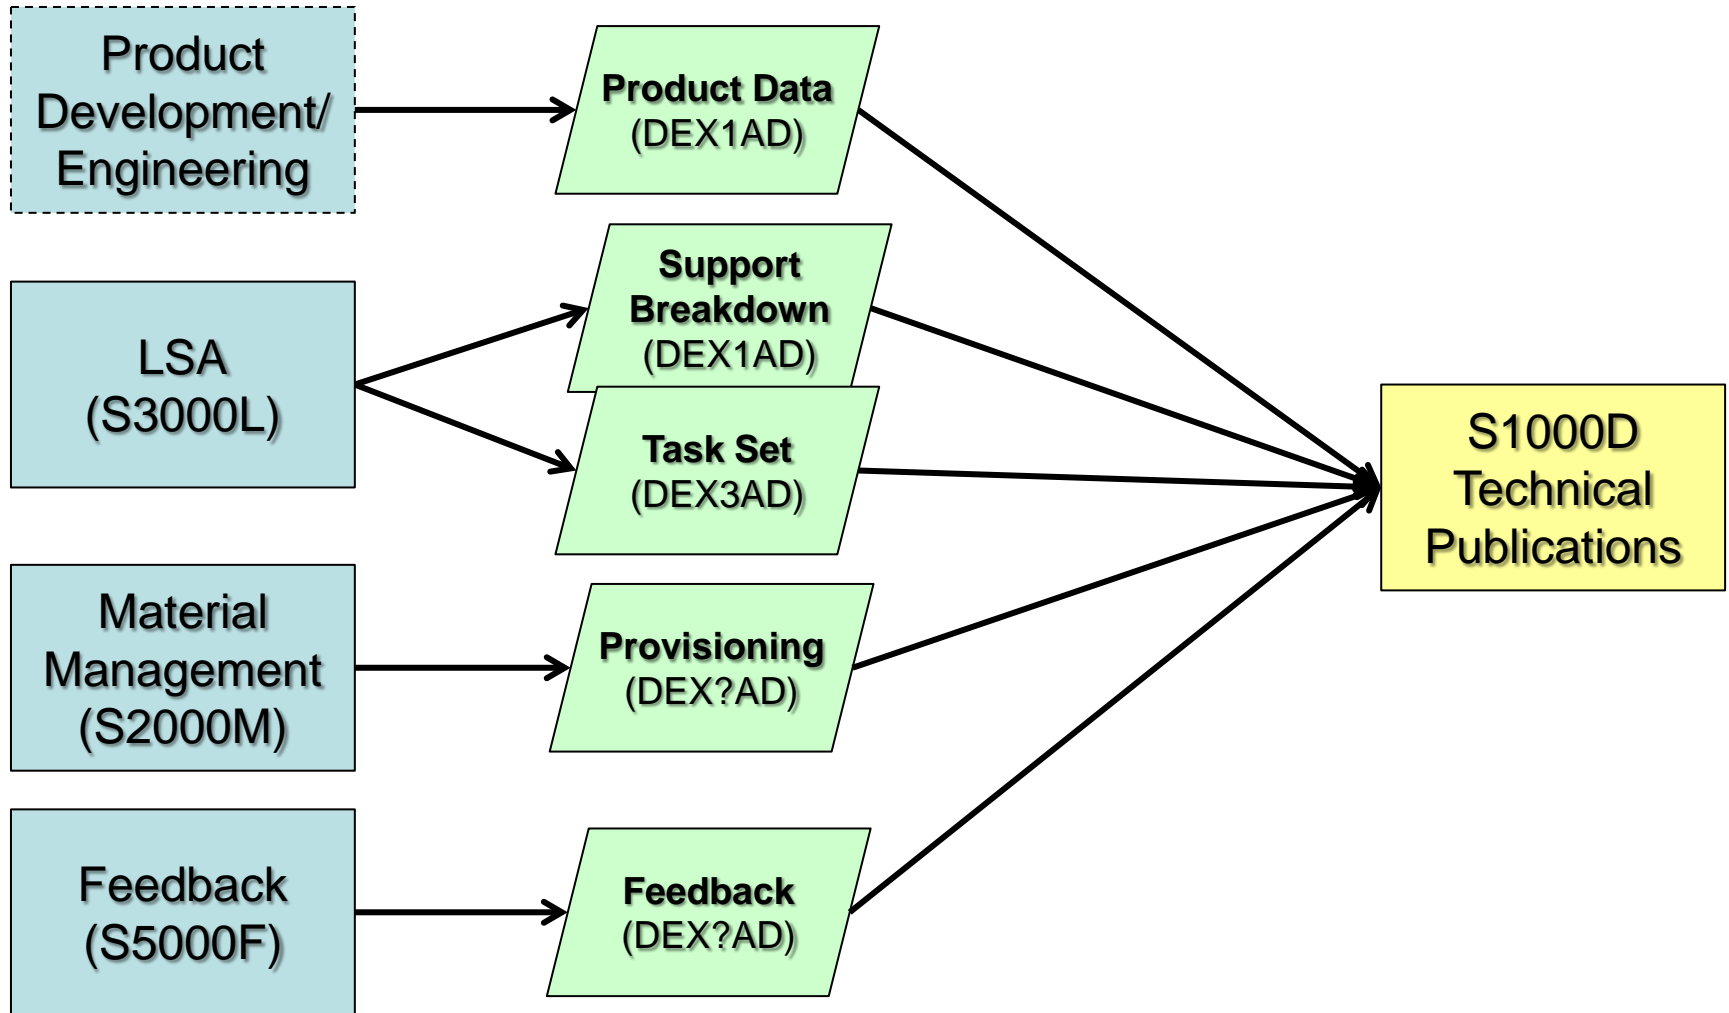 Product
Development/
Engineering
Product Data
(DEX1AD)
Support
Breakdown
(DEX1AD)
LSA
(S3000L)
Task Set
(DEX3AD)
S1000D
Technical
Publications
Material
Management
(S2000M)
Provisioning
(DEX?AD)
Feedback
(S5000F)
Feedback
(DEX?AD)